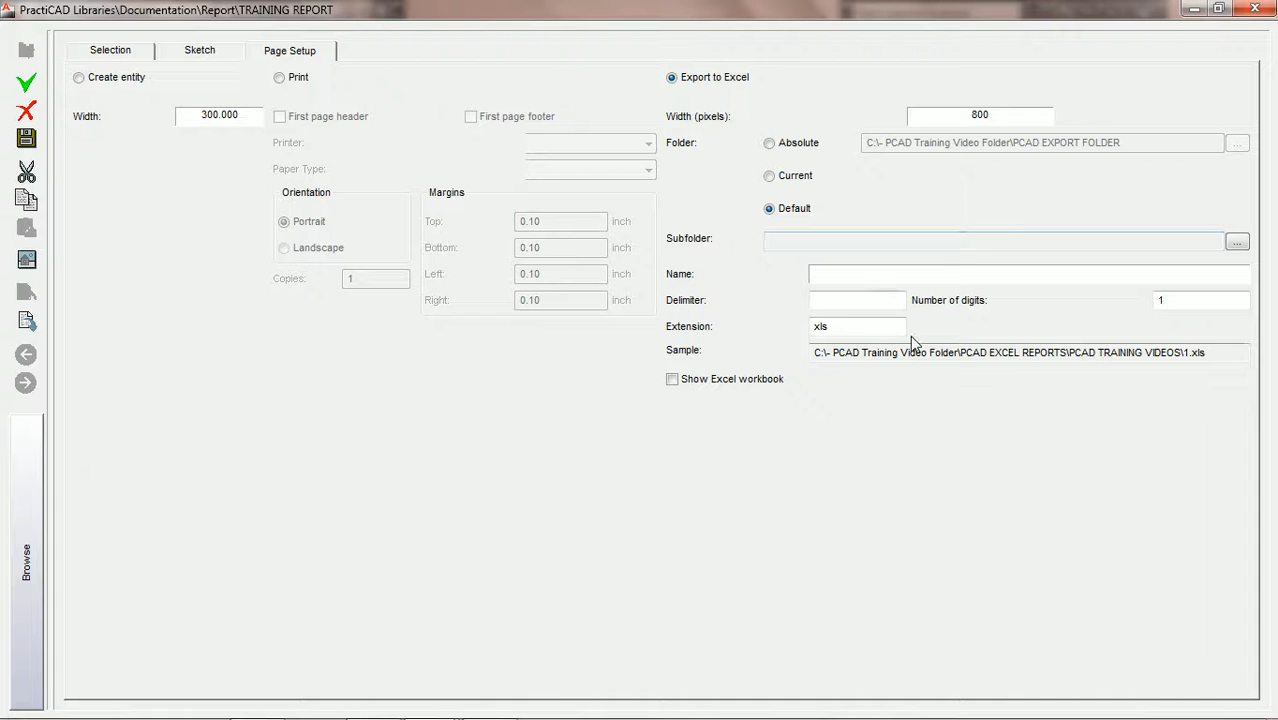 PractiCAD Libraries\Documentation\Report\TRAINING REPORT
Selection Sketch Page Setup
Create entity Print Export to Excel
Width: 300.000 First page header First page footer Width (pixels): 800
Printer: Folder: Absolute C:\- PCAD Training Video Folder\PCAD EXPORT FOLDER ...
Paper Type: Current
Orientation Margins
Portrait Top: 0.10 inch Default
Landscape Bottom: 0.10 inch Subfolder: ...
Copies: 1 Left: 0.10 inch Name:
Right: 0.10 inch Delimiter: Number of digits: 1
Extension: xls
Sample: C:\- PCAD Training Video Folder\PCAD EXCEL REPORTS\PCAD TRAINING VIDEOS\1.xls
Show Excel workbook
Browse